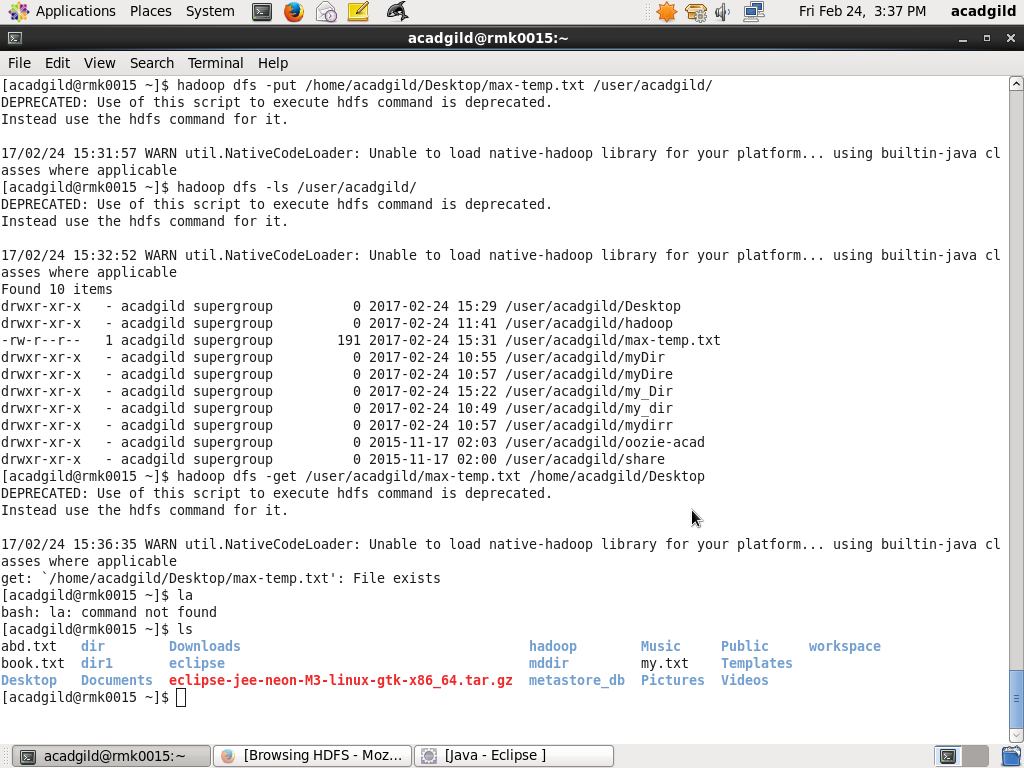 Applications Places System Fri Feb 24, 3:37 PM acadgild
acadgild@rmk0015:~
File Edit View Search Terminal Help
[acadgild@rmk0015 ~]$ hadoop dfs -put /home/acadgild/Desktop/max-temp.txt /user/acadgild/
DEPRECATED: Use of this script to execute hdfs command is deprecated.
Instead use the hdfs command for it.
17/02/24 15:31:57 WARN util.NativeCodeLoader: Unable to load native-hadoop library for your platform... using builtin-java cl
asses where applicable
[acadgild@rmk0015 ~]$ hadoop dfs -ls /user/acadgild/
DEPRECATED: Use of this script to execute hdfs command is deprecated.
Instead use the hdfs command for it.
17/02/24 15:32:52 WARN util.NativeCodeLoader: Unable to load native-hadoop library for your platform... using builtin-java cl
asses where applicable
Found 10 items
drwxr-xr-x   - acadgild supergroup          0 2017-02-24 15:29 /user/acadgild/Desktop
drwxr-xr-x   - acadgild supergroup          0 2017-02-24 11:41 /user/acadgild/hadoop
-rw-r--r--   1 acadgild supergroup        191 2017-02-24 15:31 /user/acadgild/max-temp.txt
drwxr-xr-x   - acadgild supergroup          0 2017-02-24 10:55 /user/acadgild/myDir
drwxr-xr-x   - acadgild supergroup          0 2017-02-24 10:57 /user/acadgild/myDire
drwxr-xr-x   - acadgild supergroup          0 2017-02-24 15:22 /user/acadgild/my_Dir
drwxr-xr-x   - acadgild supergroup          0 2017-02-24 10:49 /user/acadgild/my_dir
drwxr-xr-x   - acadgild supergroup          0 2017-02-24 10:57 /user/acadgild/mydirr
drwxr-xr-x   - acadgild supergroup          0 2015-11-17 02:03 /user/acadgild/oozie-acad
drwxr-xr-x   - acadgild supergroup          0 2015-11-17 02:00 /user/acadgild/share
[acadgild@rmk0015 ~]$ hadoop dfs -get /user/acadgild/max-temp.txt /home/acadgild/Desktop
DEPRECATED: Use of this script to execute hdfs command is deprecated.
Instead use the hdfs command for it.
17/02/24 15:36:35 WARN util.NativeCodeLoader: Unable to load native-hadoop library for your platform... using builtin-java cl
asses where applicable
get: `/home/acadgild/Desktop/max-temp.txt': File exists
[acadgild@rmk0015 ~]$ la
bash: la: command not found
[acadgild@rmk0015 ~]$ ls
abd.txt   dir        Downloads                                    hadoop        Music     Public     workspace
book.txt  dir1       eclipse                                      mddir         my.txt    Templates
Desktop   Documents  eclipse-jee-neon-M3-linux-gtk-x86_64.tar.gz  metastore_db  Pictures  Videos
[acadgild@rmk0015 ~]$
acadgild@rmk0015:~ [Browsing HDFS - Moz... [Java - Eclipse ]